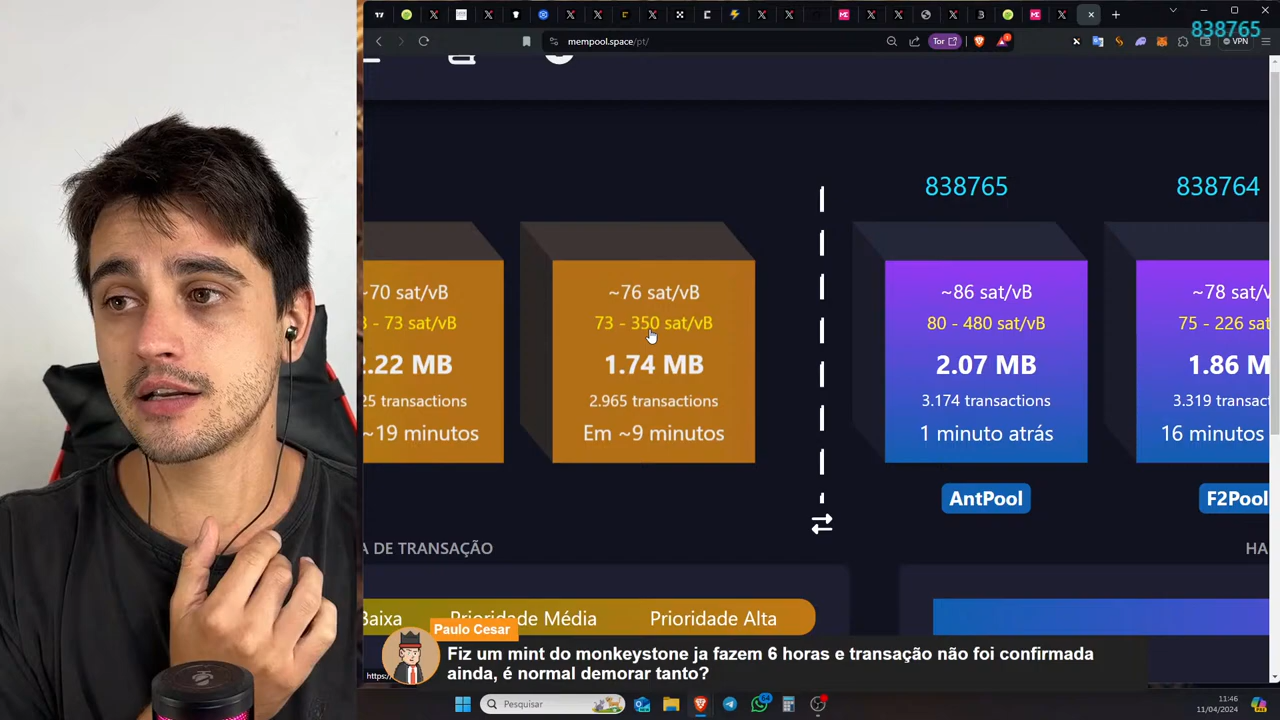 838765
mempool.space/pt/
Tor
VPN
838765
838764
~70 sat/vB
~76 sat/vB
~86 sat/vB
~78 sat/
- 73 sat/vB
73 - 350 sat/vB
80 - 480 sat/vB
75 - 226 sat
.22 MB
1.74 MB
2.07 MB
1.86 M
25 transactions
2.965 transactions
3.174 transactions
3.319 transac
~19 minutos
Em ~9 minutos
1 minuto atrás
16 minutos
AntPool
F2Pool
A DE TRANSAÇÃO
HA
Baixa
Prioridade Média
Prioridade Alta
Paulo Cesar
Fiz um mint do monkeystone ja fazem 6 horas e transação não foi confirmada
ainda, é normal demorar tanto?
https:/
Pesquisar
11:46
11/04/2024